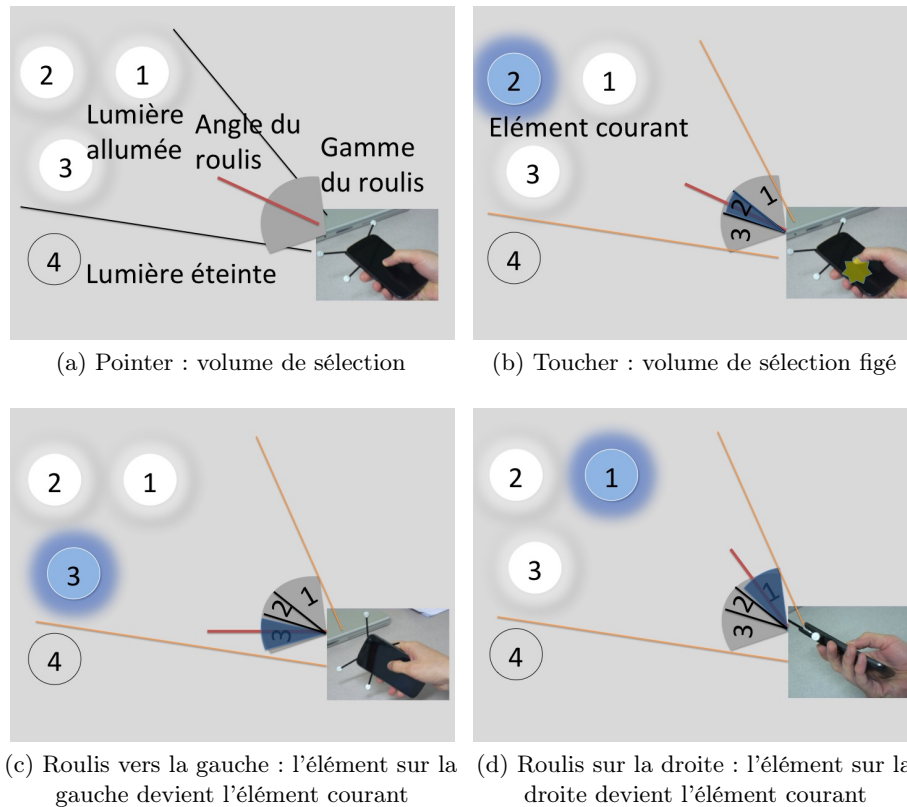 2
1
Lumière
allumée
Angle du
roulis
Gamme
du roulis
3
4
Lumière éteinte
(a) Pointer : volume de sélection
2
1
Elément courant
3
1
2
3
4
(b) Toucher : volume de sélection figé
2
1
3
1
2
3
4
(c) Roulis vers la gauche : l'élément sur la
gauche devient l'élément courant
2
1
3
1
2
3
4
(d) Roulis sur la droite : l'élément sur la
droite devient l'élément courant